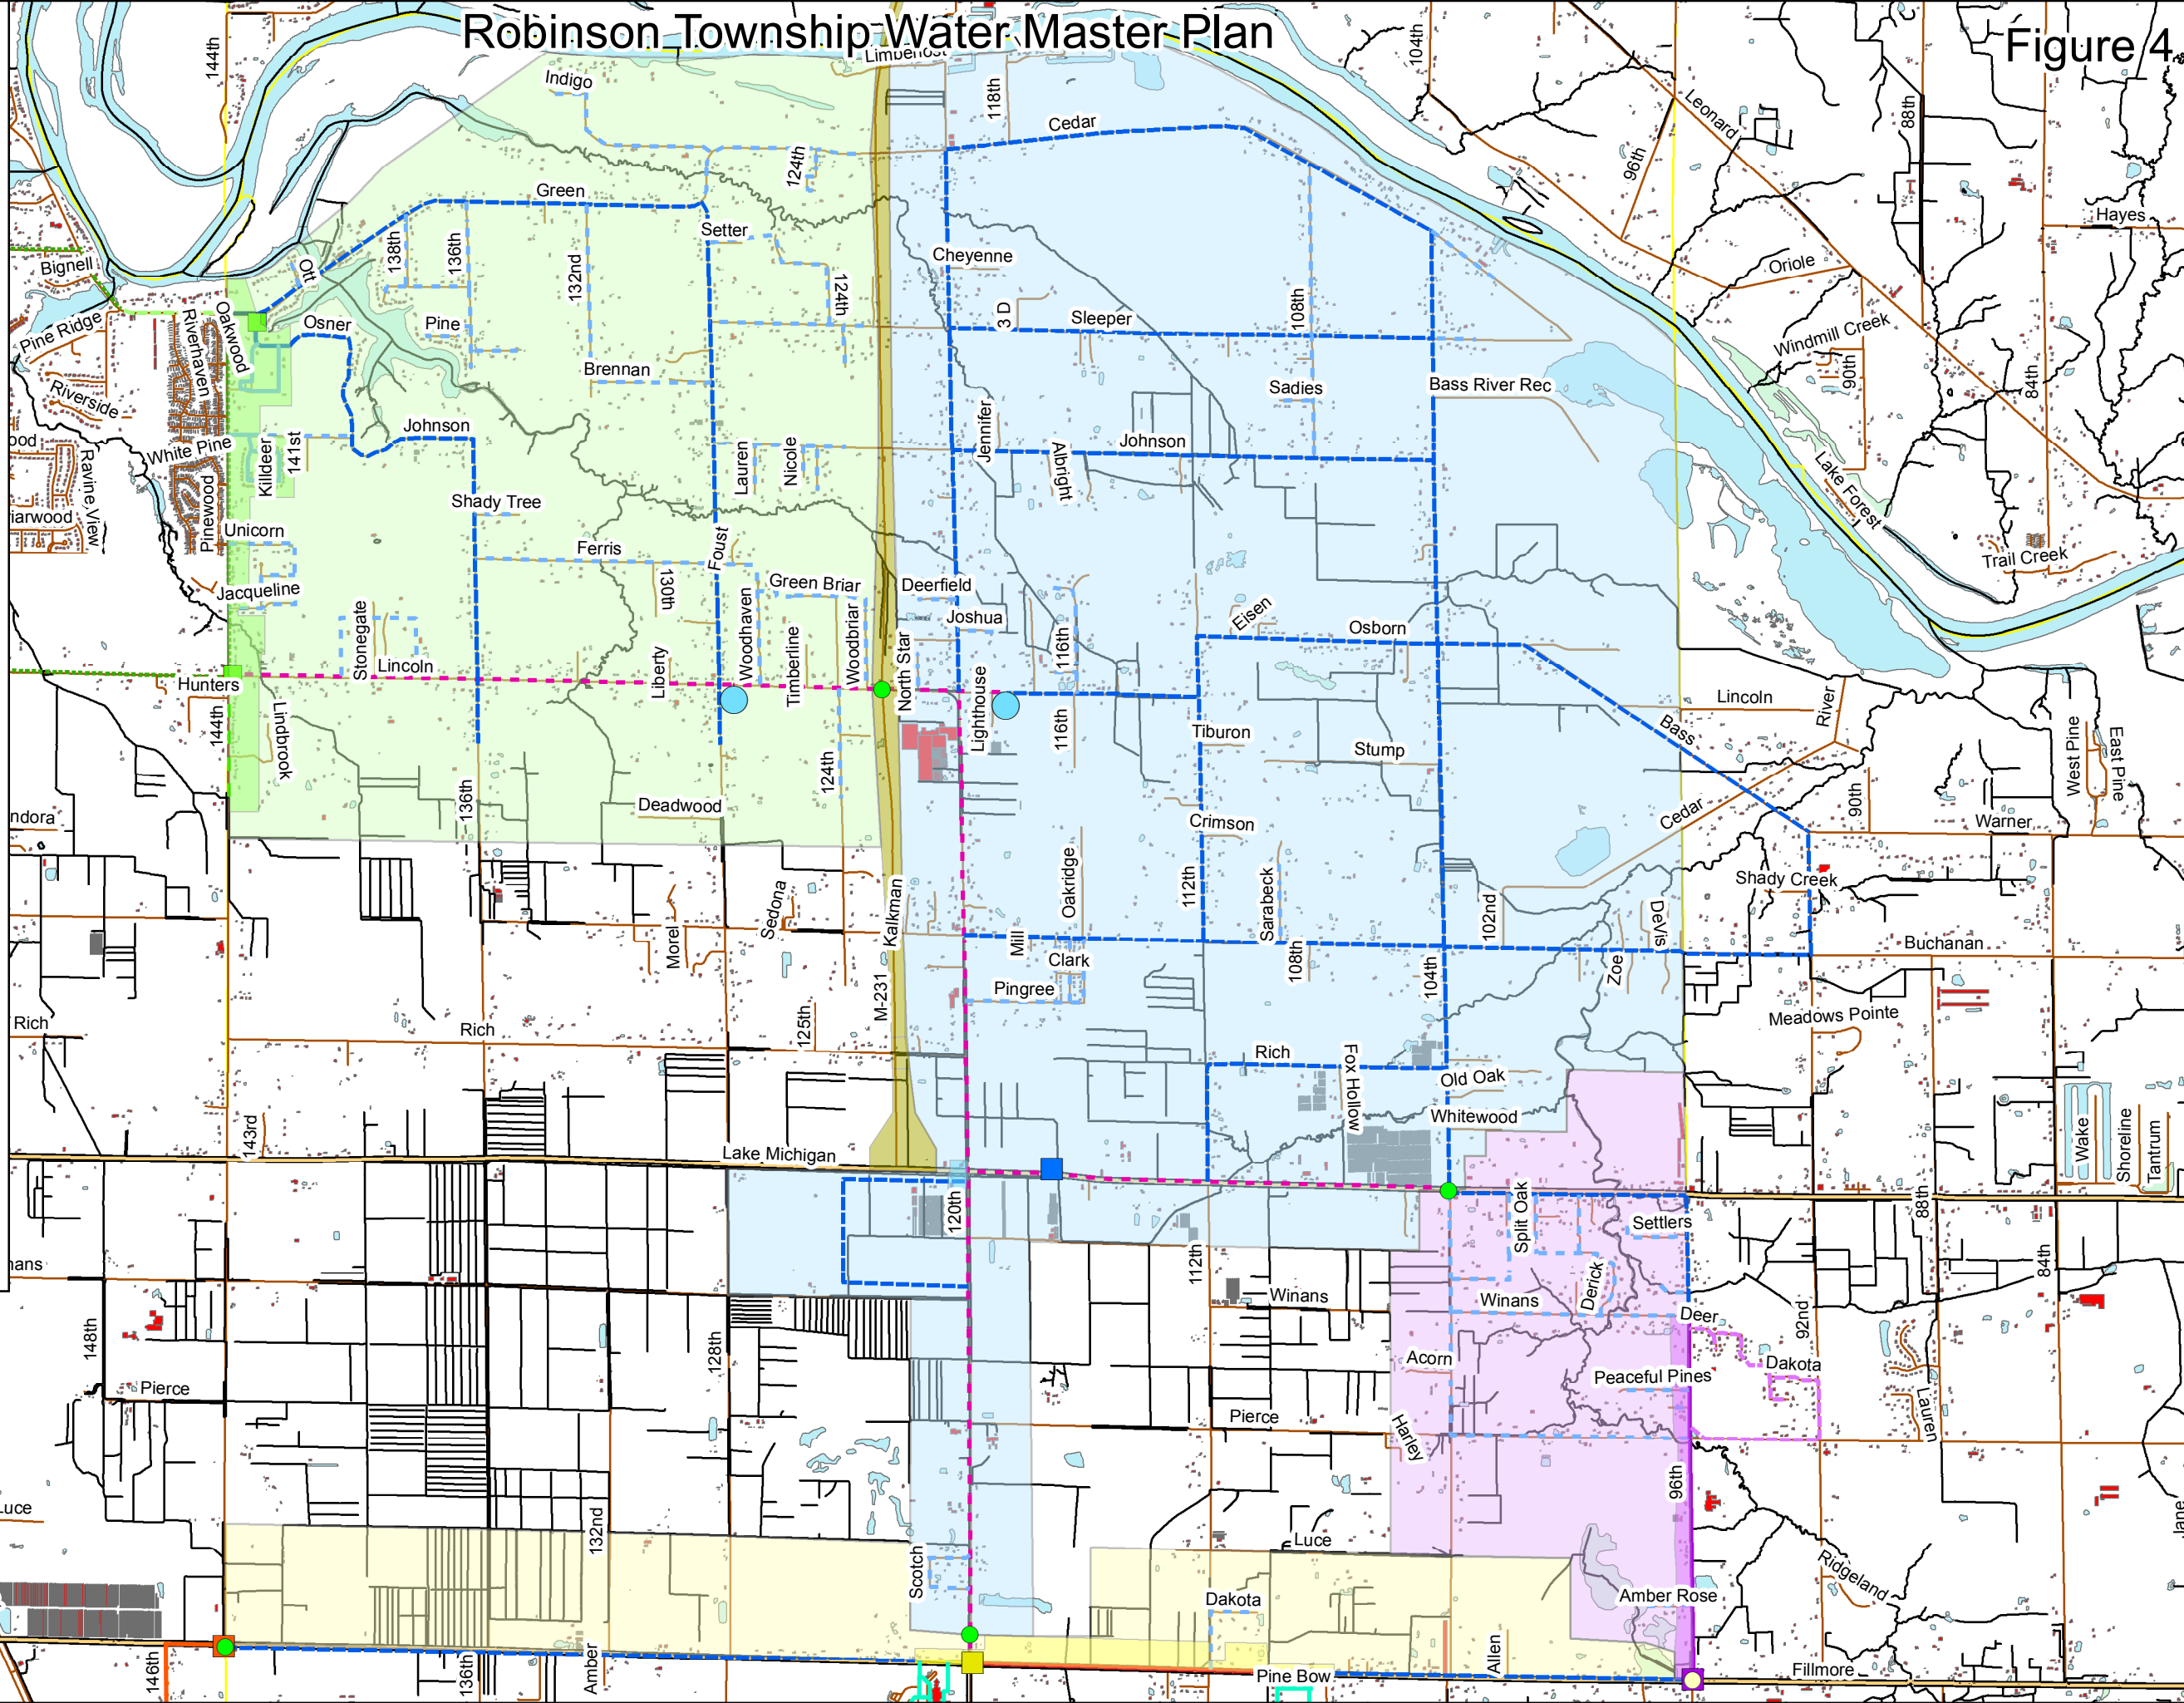 Robinson Township Water Master Plan
Figure 4
144th
Indigo
Limberlost
118th
104th
Leonard
88th
Cedar
96th
124th
Green
Hayes
138th
136th
132nd
Setter
Cheyenne
Bignell
Ott
Oriole
124th
3 D
Sleeper
108th
Pine Ridge
Riverhaven
Oakwood
Osner
Pine
Windmill Creek
90th
84th
Brennan
Sadies
Bass River Rec
Riverside
ood
White Pine
Johnson
Jennifer
Johnson
Ravine View
Killdeer
141st
Lauren
Nicole
Albright
Lake Forest
Pinewood
Shady Tree
iarwood
Unicorn
Ferris
Foust
Trail Creek
Jacqueline
130th
Green Briar
Deerfield
Stonegate
Woodhaven
Timberline
Woodbriar
Joshua
Eisen
Osborn
116th
Lincoln
Liberty
North Star
Hunters
Lighthouse
Lincoln
River
144th
Lindbrook
116th
Tiburon
Stump
Bass
West Pine
East Pine
124th
136th
Deadwood
Crimson
Cedar
90th
Warner
ndora
Shady Creek
Oakridge
112th
Sarabeck
102nd
DeVis
Morel
Sedona
Kalkman
Mill
Clark
108th
104th
Zoe
Buchanan
Pingree
M-231
Rich
Rich
125th
Meadows Pointe
Rich
Fox Hollow
Old Oak
Whitewood
143rd
Wake
Shoreline
Tantrum
Lake Michigan
120th
Split Oak
Settlers
88th
84th
112th
nans
Winans
Winans
Derick
Deer
92nd
148th
128th
Acorn
Dakota
Peaceful Pines
Pierce
Pierce
Harley
Lauren
96th
Luce
132nd
Luce
Jane
Scotch
Dakota
Amber Rose
Ridgeland
146th
136th
Amber
Pine Bow
Allen
Fillmore